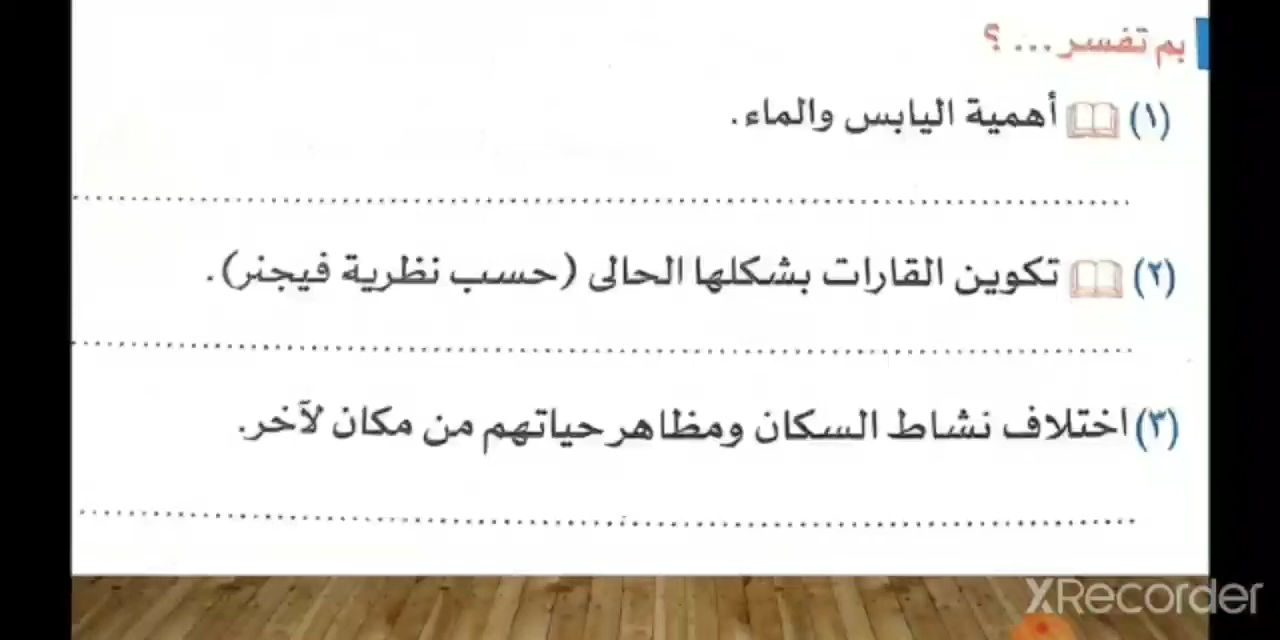 بم تفسر... ؟
(١) أهمية اليابس والماء.
(٢) تكوين القارات بشكلها الحالى (حسب نظرية فيجنر).
(٣) اختلاف نشاط السكان ومظاهر حياتهم من مكان لآخر.
XRecorder